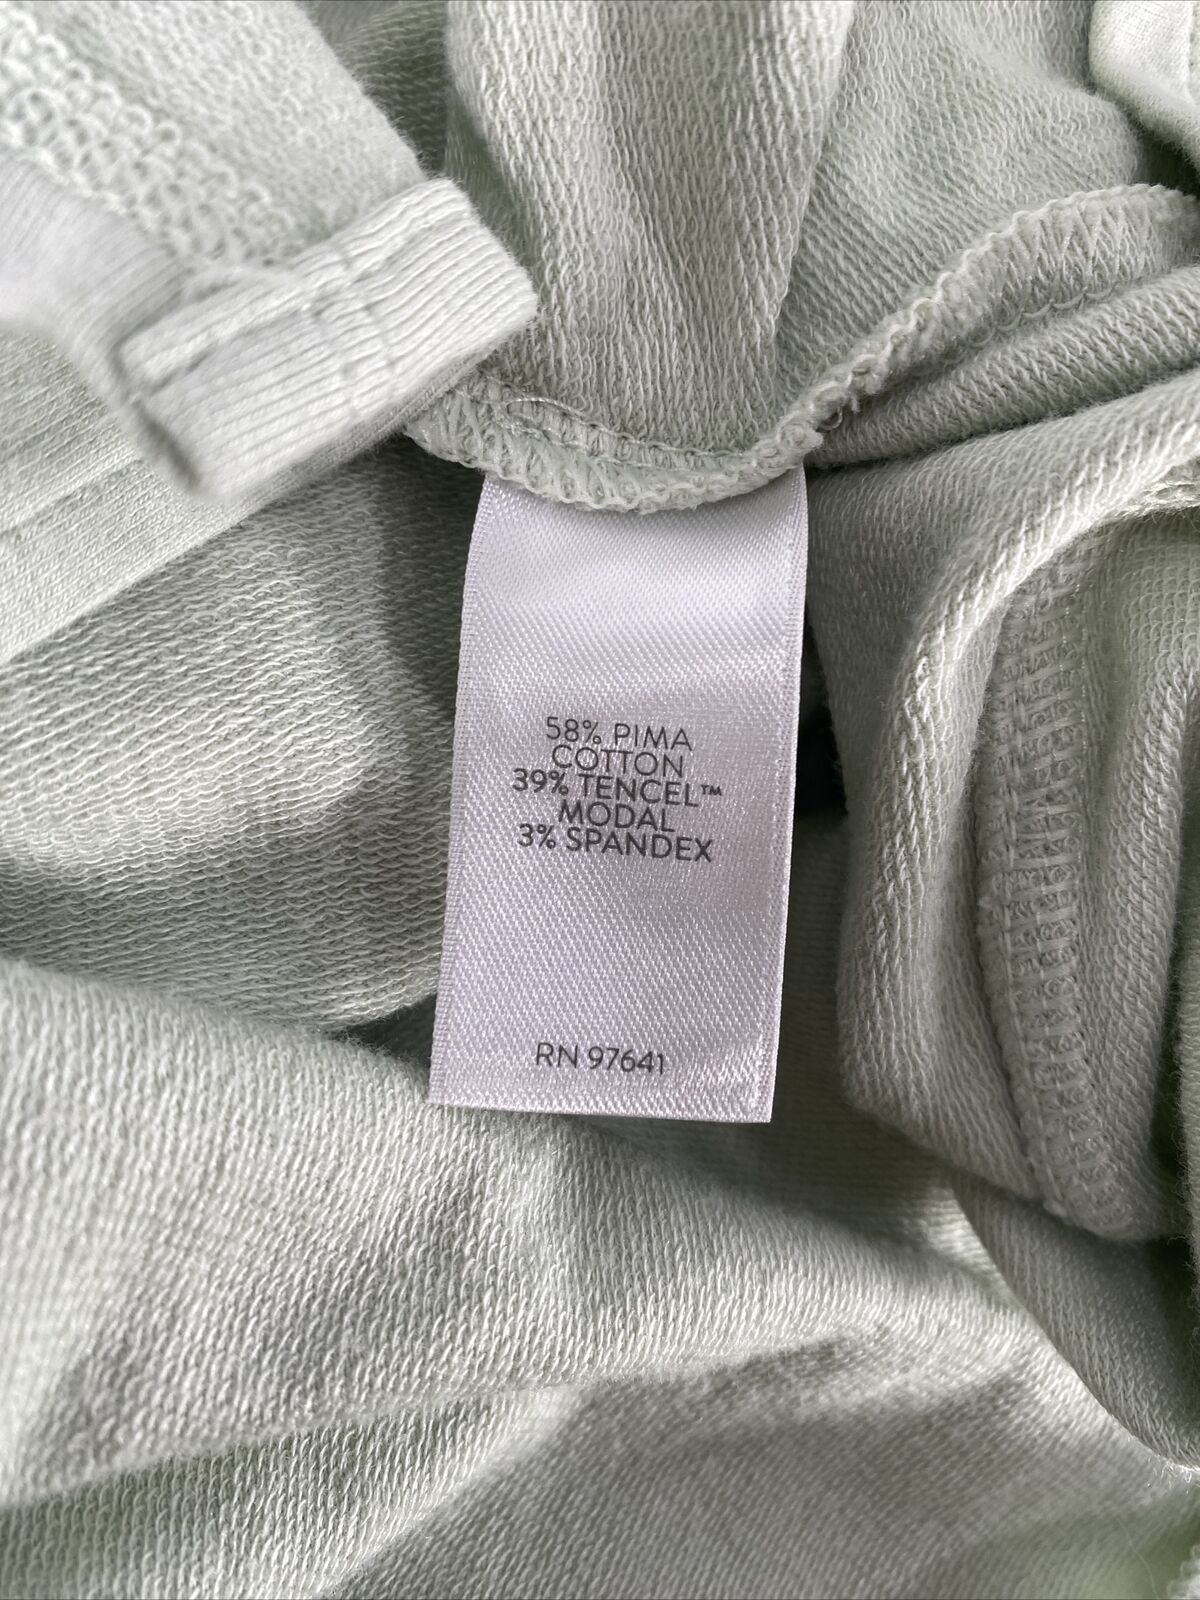 58% PIMA
COTTON
39% TENCEL™
MODAL
3% SPANDEX
RN 97641